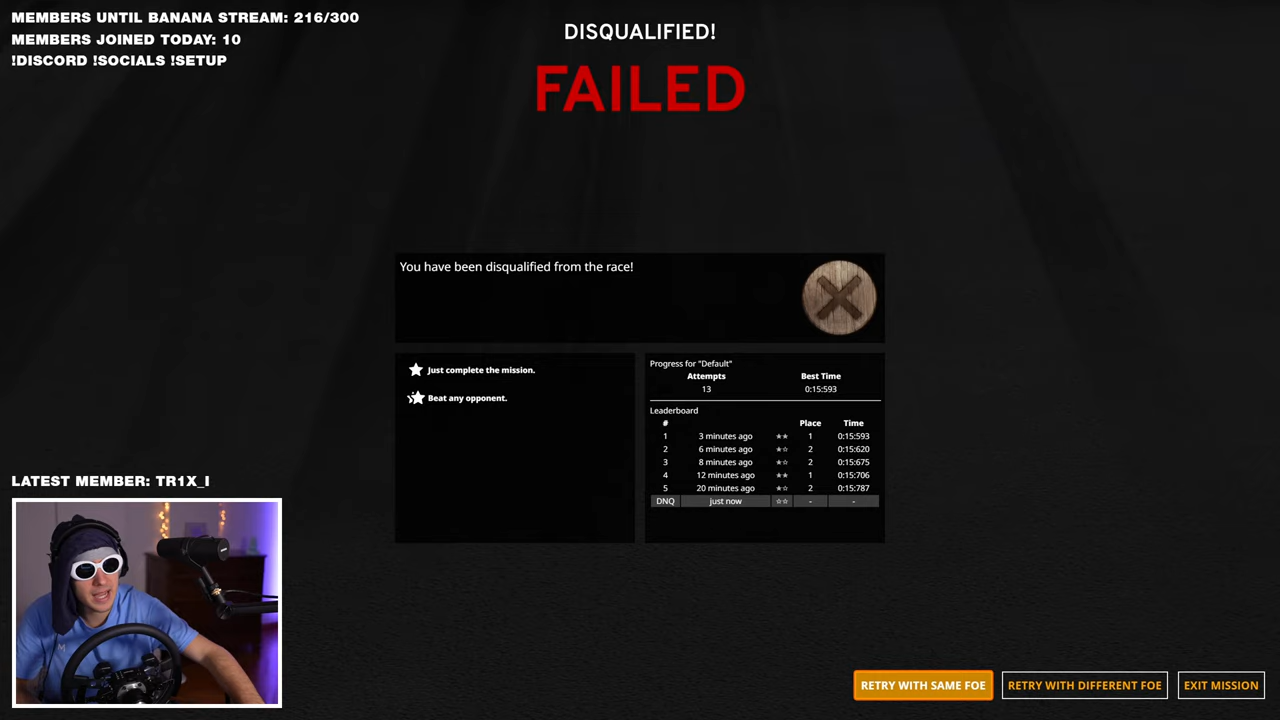 MEMBERS UNTIL BANANA STREAM: 216/300
MEMBERS JOINED TODAY: 10
!DISCORD !SOCIALS !SETUP
DISQUALIFIED!
FAILED
You have been disqualified from the race!
Just complete the mission.
Beat any opponent.
Progress for "Default"
Attempts Best Time
13 0:15:593
Leaderboard
# Place Time
1 3 minutes ago ★★ 1 0:15:593
2 6 minutes ago ★☆ 2 0:15:620
3 8 minutes ago ★☆ 2 0:15:675
4 12 minutes ago ★★ 1 0:15:706
5 20 minutes ago ★☆ 2 0:15:787
DNQ just now ☆☆ - -
LATEST MEMBER: TR1X_I
RETRY WITH SAME FOE RETRY WITH DIFFERENT FOE EXIT MISSION